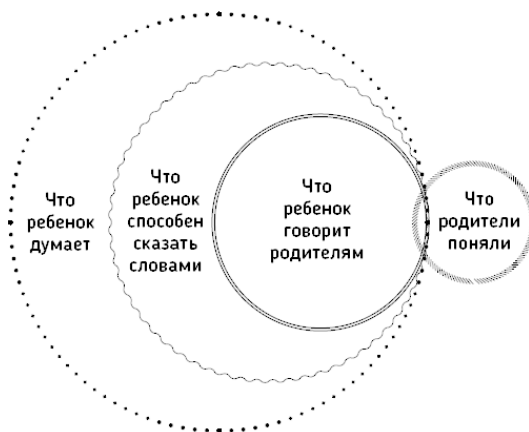 Что
ребенок
думает
Что
ребенок
способен
сказать
словами
Что
ребенок
говорит
родителям
Что
родители
поняли